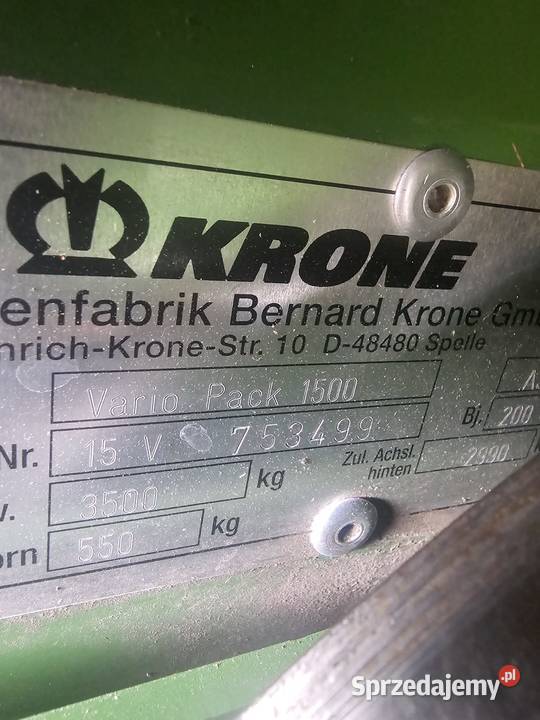 KRONE
enfabrik Bernard Krone Gmb
nrich-Krone-Str. 10 D-48480 Spelle
Vario Pack 1500 A
Nr. 15 V 753499 Bj. 200
w. 3500 kg Zul. Achsl. hinten 2990
orn 550 kg
Sprzedajemy.pl